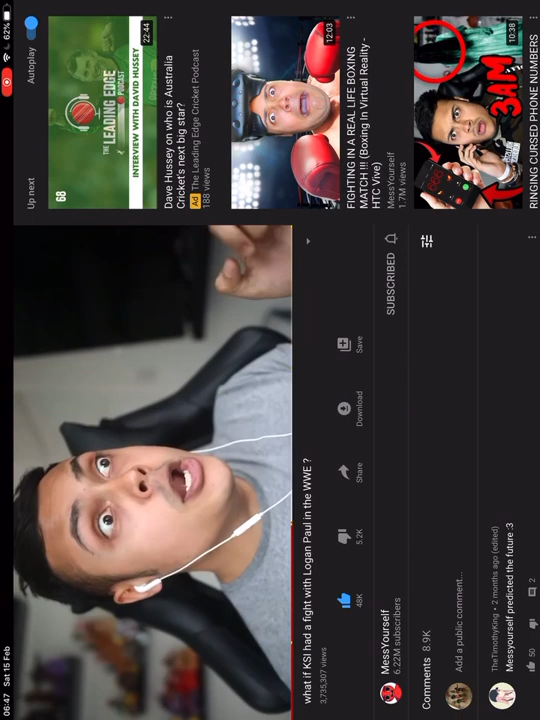 06:47 Sat 15 Feb
62%
what if KSI had a fight with Logan Paul in the WWE ?
3,735,307 views
48K
5.2K
Share
Download
Save
MessYourself
6.22M subscribers
SUBSCRIBED
Comments 8.9K
Add a public comment...
TheTimothyKing • 2 months ago (edited)
Messyourself predicted the future :3
50
2
Up next
Autoplay
68
THE LEADING EDGE
PODCAST
INTERVIEW WITH DAVID HUSSEY
22:44
Dave Hussey on who is Australia
Cricket's next big star?
Ad The Leading Edge Cricket Podcast
188 views
12:03
FIGHTING IN A REAL LIFE BOXING
MATCH !!! (Boxing In Virtual Reality -
HTC Vive)
MessYourself
1.7M views
3AM
10:38
RINGING CURSED PHONE NUMBERS